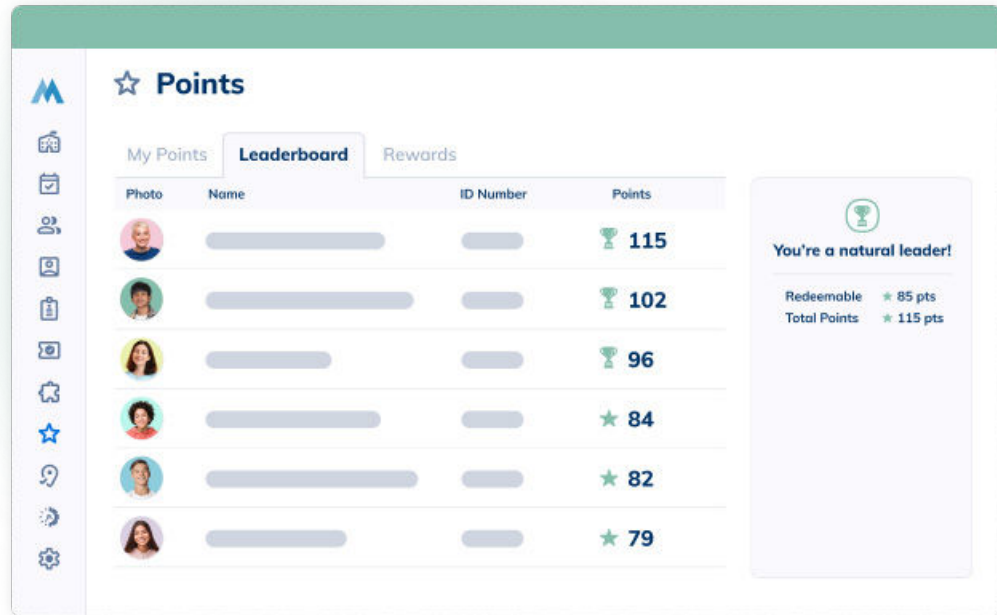 Points
My Points Leaderboard Rewards
Photo Name ID Number Points
115
102
96
84
82
79
You're a natural leader!
Redeemable 85 pts
Total Points 115 pts